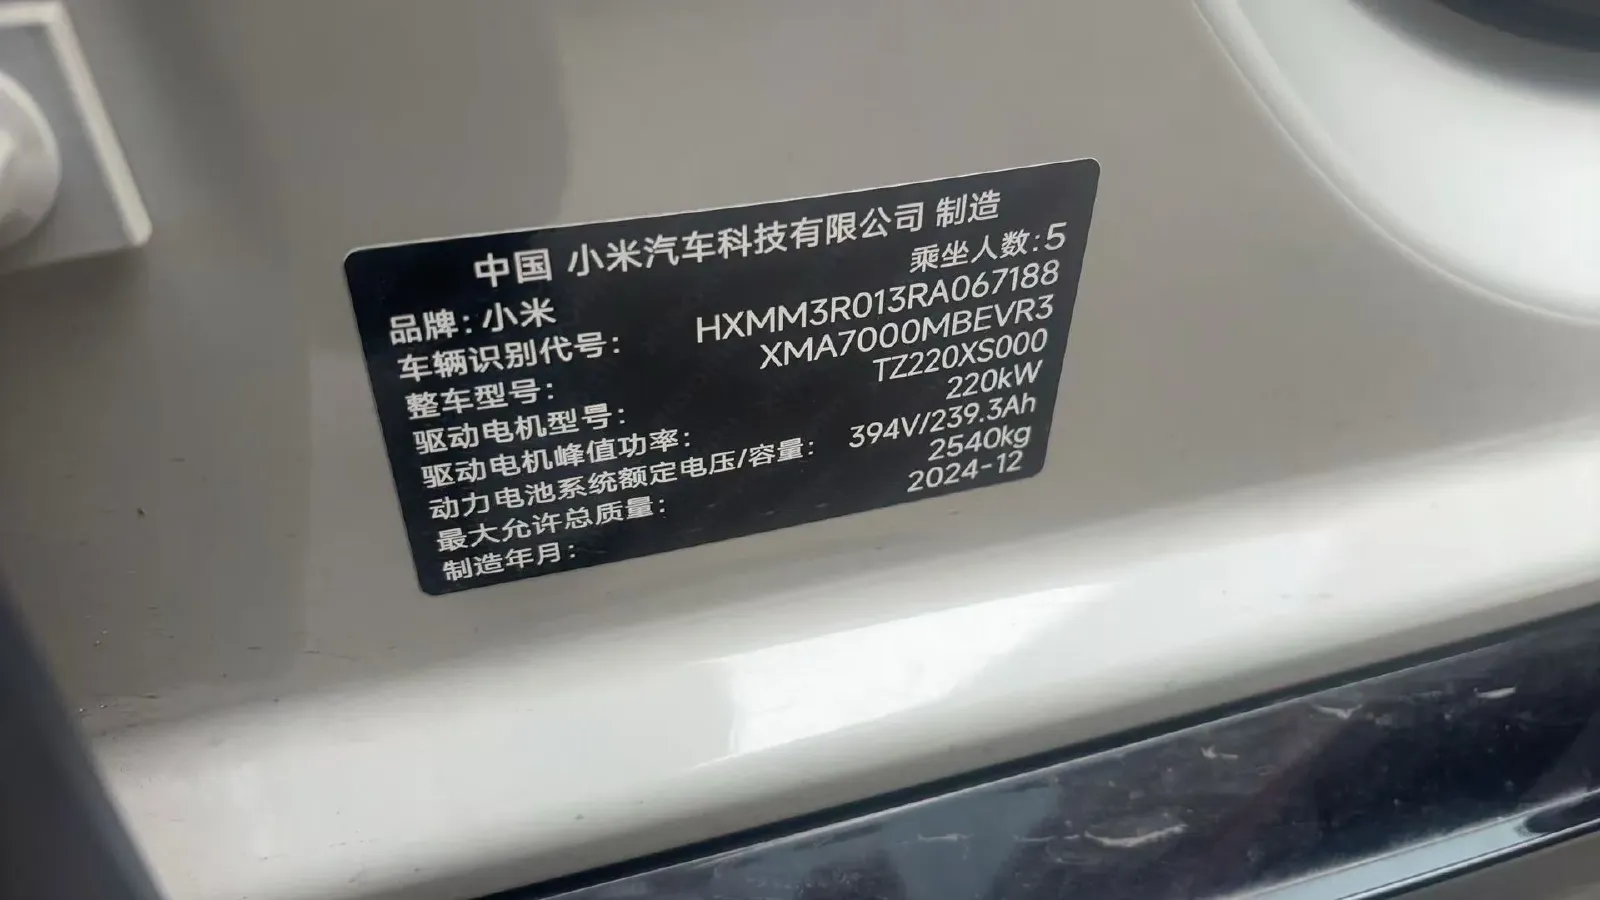 中国 小米汽车科技有限公司 制造
品牌: 小米 乘坐人数: 5
车辆识别代号: HXMM3R013RA067188
整车型号: XMA7000MBEVR3
驱动电机型号: TZ220XS000
驱动电机峰值功率: 220kW
动力电池系统额定电压/容量: 394V/239.3Ah
最大允许总质量: 2540kg
制造年月: 2024-12